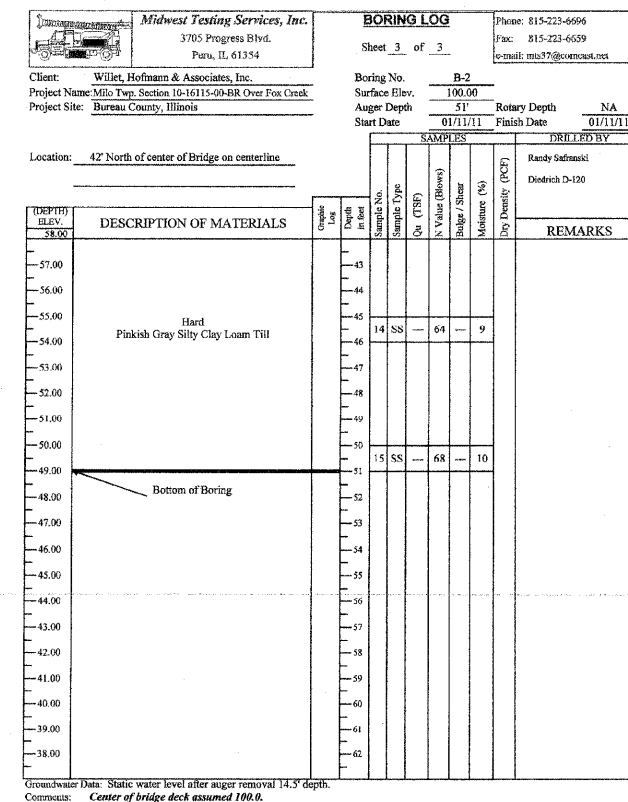 Midwest Testing Services, Inc.
3705 Progress Blvd.
Peru, IL 61354
BORING LOG
Sheet 3 of 3
Phone: 815-223-6696
Fax: 815-223-6659
e-mail: mts37@comcast.net
Client: Willet, Hofmann & Associates, Inc.
Project Name: Milo Twp. Section 10-16115-00-BR Over Fox Creek
Project Site: Bureau County, Illinois
Boring No. B-2
Surface Elev. 100.00
Auger Depth 51' Rotary Depth NA
Start Date 01/11/11 Finish Date 01/11/11
SAMPLES
DRILLED BY
Location: 42' North of center of Bridge on centerline
Randy Safranski
Diedrich D-120
(DEPTH)
ELEV.
58.00
DESCRIPTION OF MATERIALS
Graphic
Log
Depth
in feet
Sample No.
Sample Type
Qu (TSF)
N Value (Blows)
Bulge / Shear
Moisture (%)
Dry Density (PCF)
REMARKS
57.00 43
56.00 44
55.00 45
Hard
Pinkish Gray Silty Clay Loam Till
14 SS — 64 — 9
54.00 46
53.00 47
52.00 48
51.00 49
50.00 50
15 SS — 68 — 10
49.00 51
Bottom of Boring
48.00 52
47.00 53
46.00 54
45.00 55
44.00 56
43.00 57
42.00 58
41.00 59
40.00 60
39.00 61
38.00 62
Groundwater Data: Static water level after auger removal 14.5' depth.
Comments: Center of bridge deck assumed 100.0.